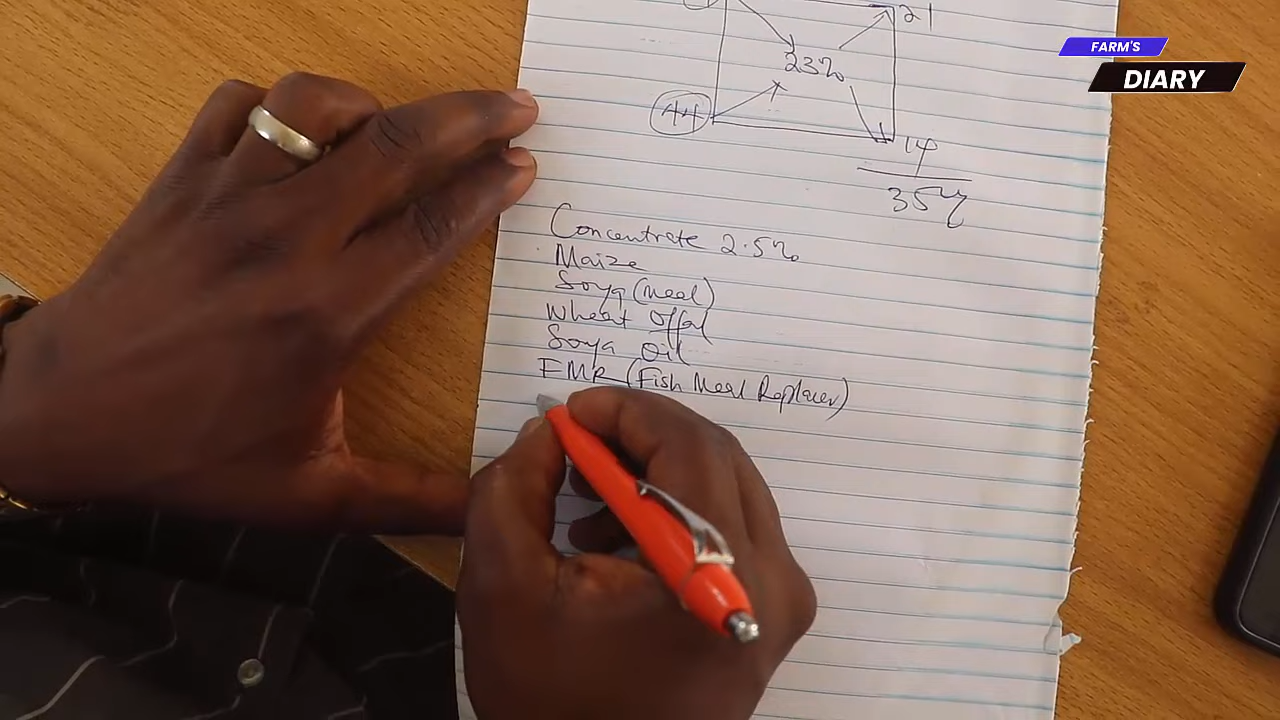 FARM'S
DIARY
21
23%
44
14
35%
Concentrate 2.5%
Maize
Soya (meal)
Wheat Offal
Soya Oil
FMR (Fish Meal Replacer)